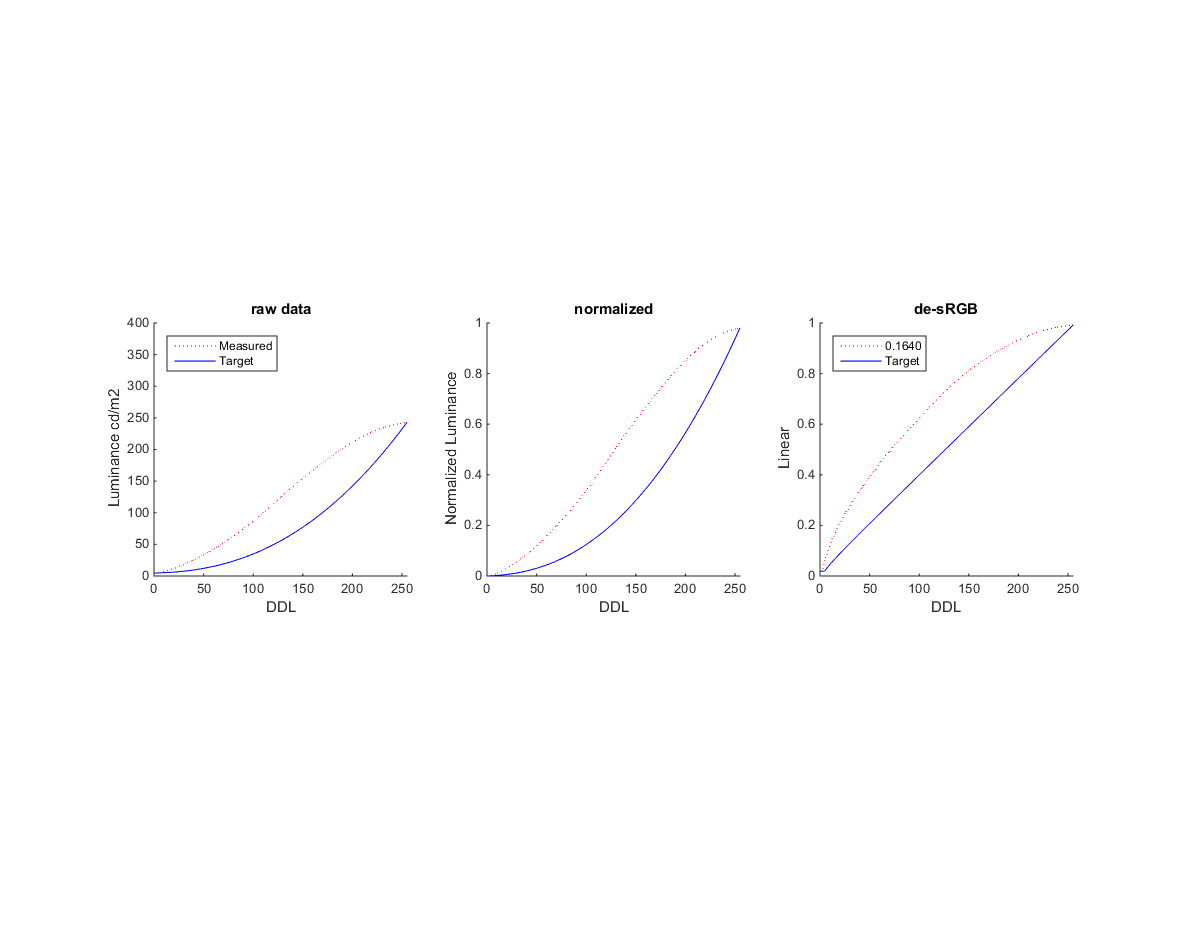 raw data
400
350
300
250
200
150
100
50
0
Luminance cd/m2
Measured
Target
0 50 100 150 200 250
DDL
normalized
1
0.8
0.6
0.4
0.2
0
Normalized Luminance
0 50 100 150 200 250
DDL
de-sRGB
1
0.8
0.6
0.4
0.2
0
Linear
0.1640
Target
0 50 100 150 200 250
DDL